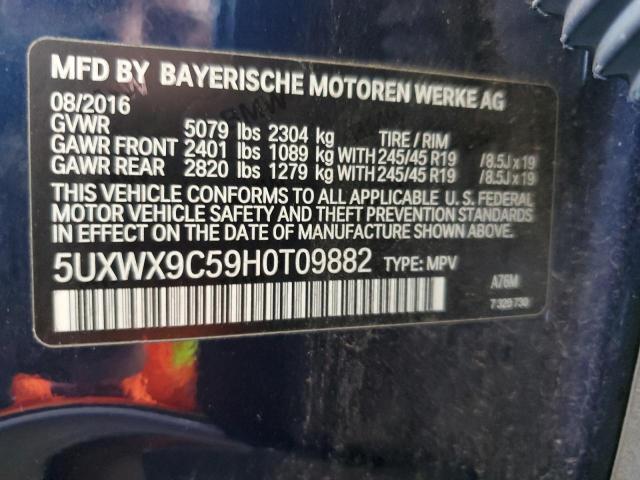 MFD BY BAYERISCHE MOTOREN WERKE AG
08/2016
GVWR 5079 lbs 2304 kg TIRE / RIM
GAWR FRONT 2401 lbs 1089 kg WITH 245/45 R19 /8.5J x 19
GAWR REAR 2820 lbs 1279 kg WITH 245/45 R19 /8.5J x 19
THIS VEHICLE CONFORMS TO ALL APPLICABLE U. S. FEDERAL
MOTOR VEHICLE SAFETY AND THEFT PREVENTION STANDARDS
IN EFFECT ON THE DATE OF MANUFACTURE SHOWN ABOVE.
5UXWX9C59H0T09882 TYPE: MPV
A76M
7 329 730